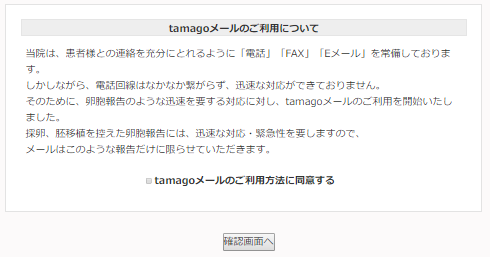 tamagoメールのご利用について
当院は、患者様との連絡を充分にとれるように「電話」「FAX」「Eメール」を常備しておりま
す。
しかしながら、電話回線はなかなか繋がらず、迅速な対応ができておりません。
そのために、卵胞報告のような迅速を要する対応に対し、tamagoメールのご利用を開始いたし
ました。
採卵、胚移植を控えた卵胞報告には、迅速な対応・緊急性を要しますので、
メールはこのような報告だけに限らせていただきます。
tamagoメールのご利用方法に同意する
確認画面へ